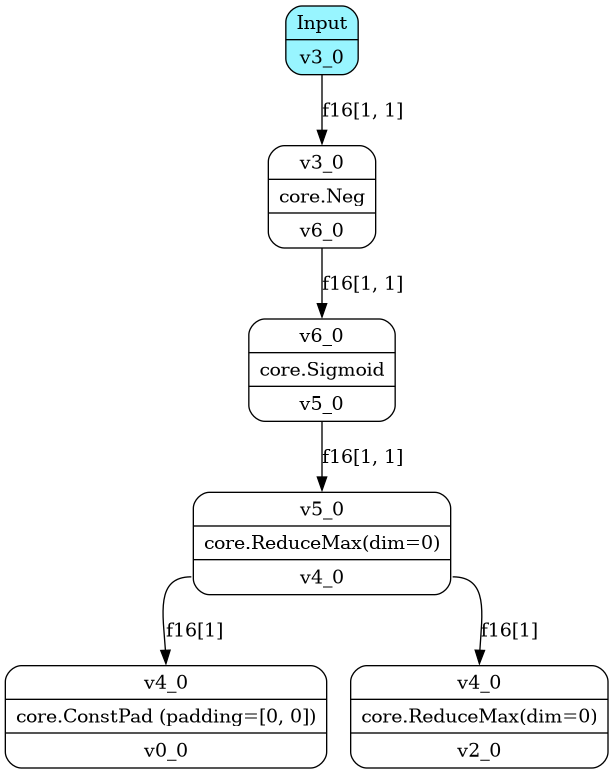 Input
v3_0
f16[1, 1]
v3_0
core.Neg
v6_0
f16[1, 1]
v6_0
core.Sigmoid
v5_0
f16[1, 1]
v5_0
core.ReduceMax(dim=0)
v4_0
f16[1]
f16[1]
v4_0
core.ConstPad (padding=[0, 0])
v0_0
v4_0
core.ReduceMax(dim=0)
v2_0